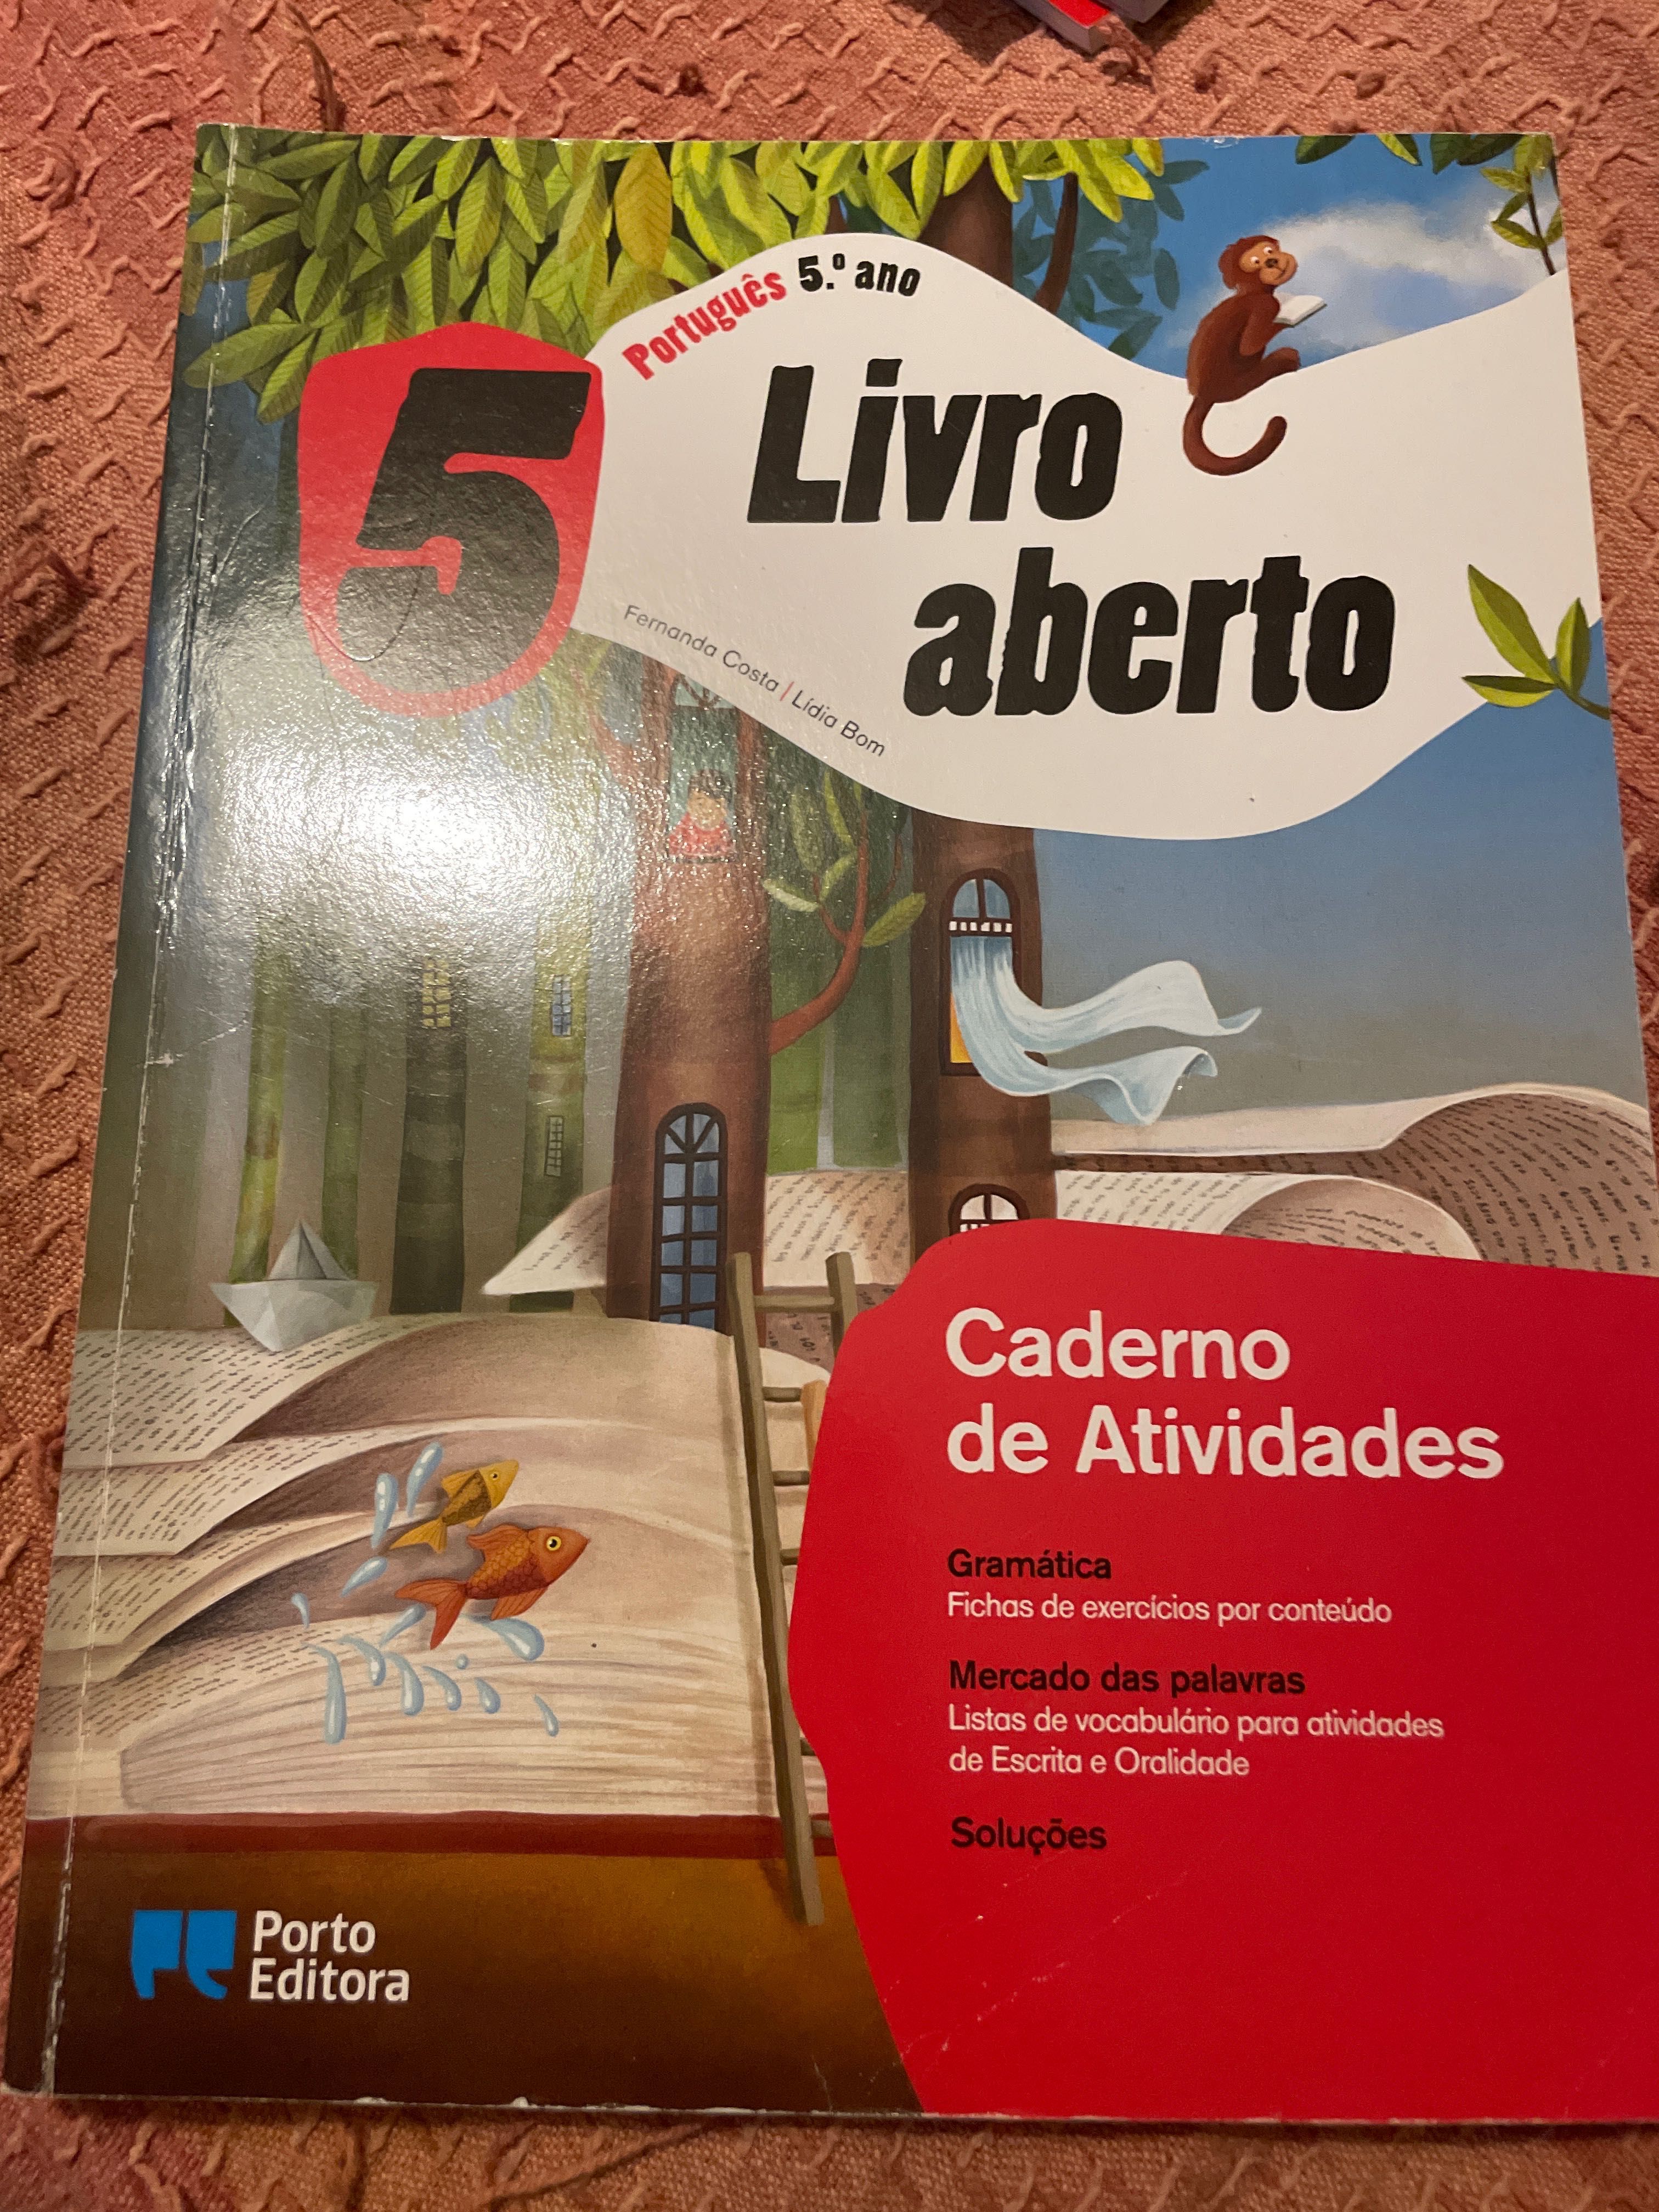 Português 5.º ano
5
Livro
aberto
Fernanda Costa | Lídia Bom
Caderno
de Atividades
Gramática
Fichas de exercícios por conteúdo
Mercado das palavras
Listas de vocabulário para atividades
de Escrita e Oralidade
Soluções
Porto
Editora